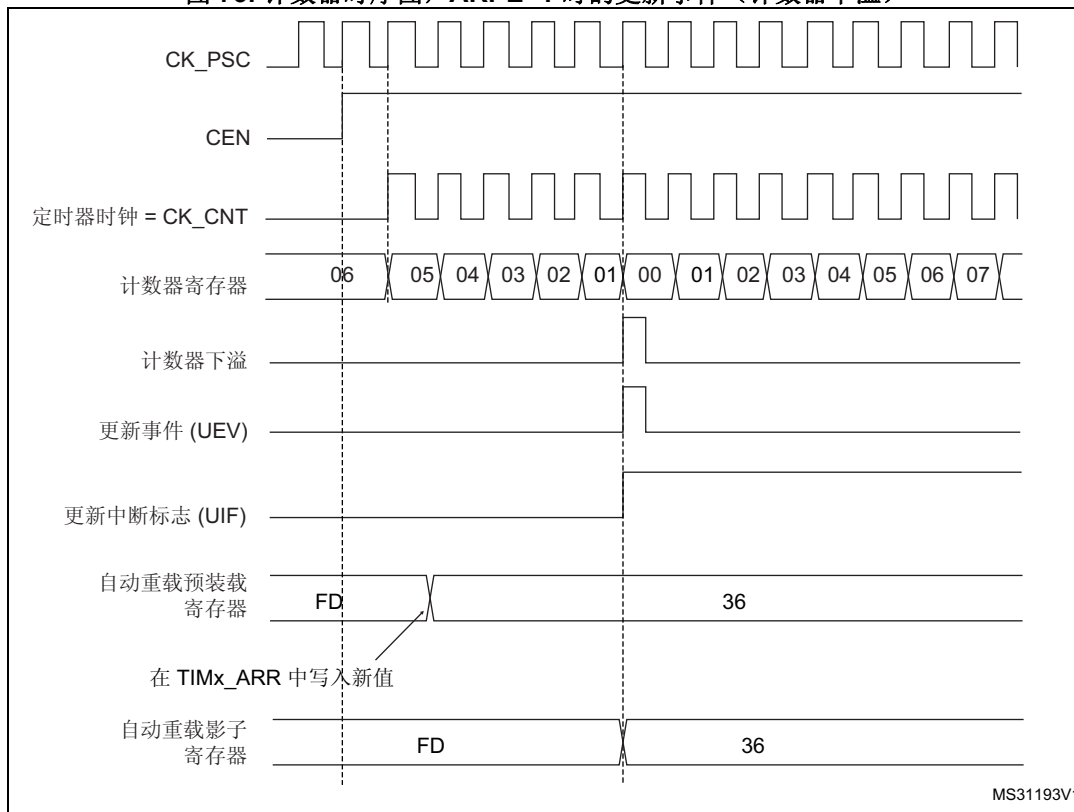 CK_PSC
CEN
定时器时钟 = CK_CNT
计数器寄存器
06 05 04 03 02 01 00 01 02 03 04 05 06 07
计数器下溢
更新事件 (UEV)
更新中断标志 (UIF)
自动重载预装载
寄存器
FD 36
在 TIMx_ARR 中写入新值
自动重载影子
寄存器
FD 36
MS31193V1